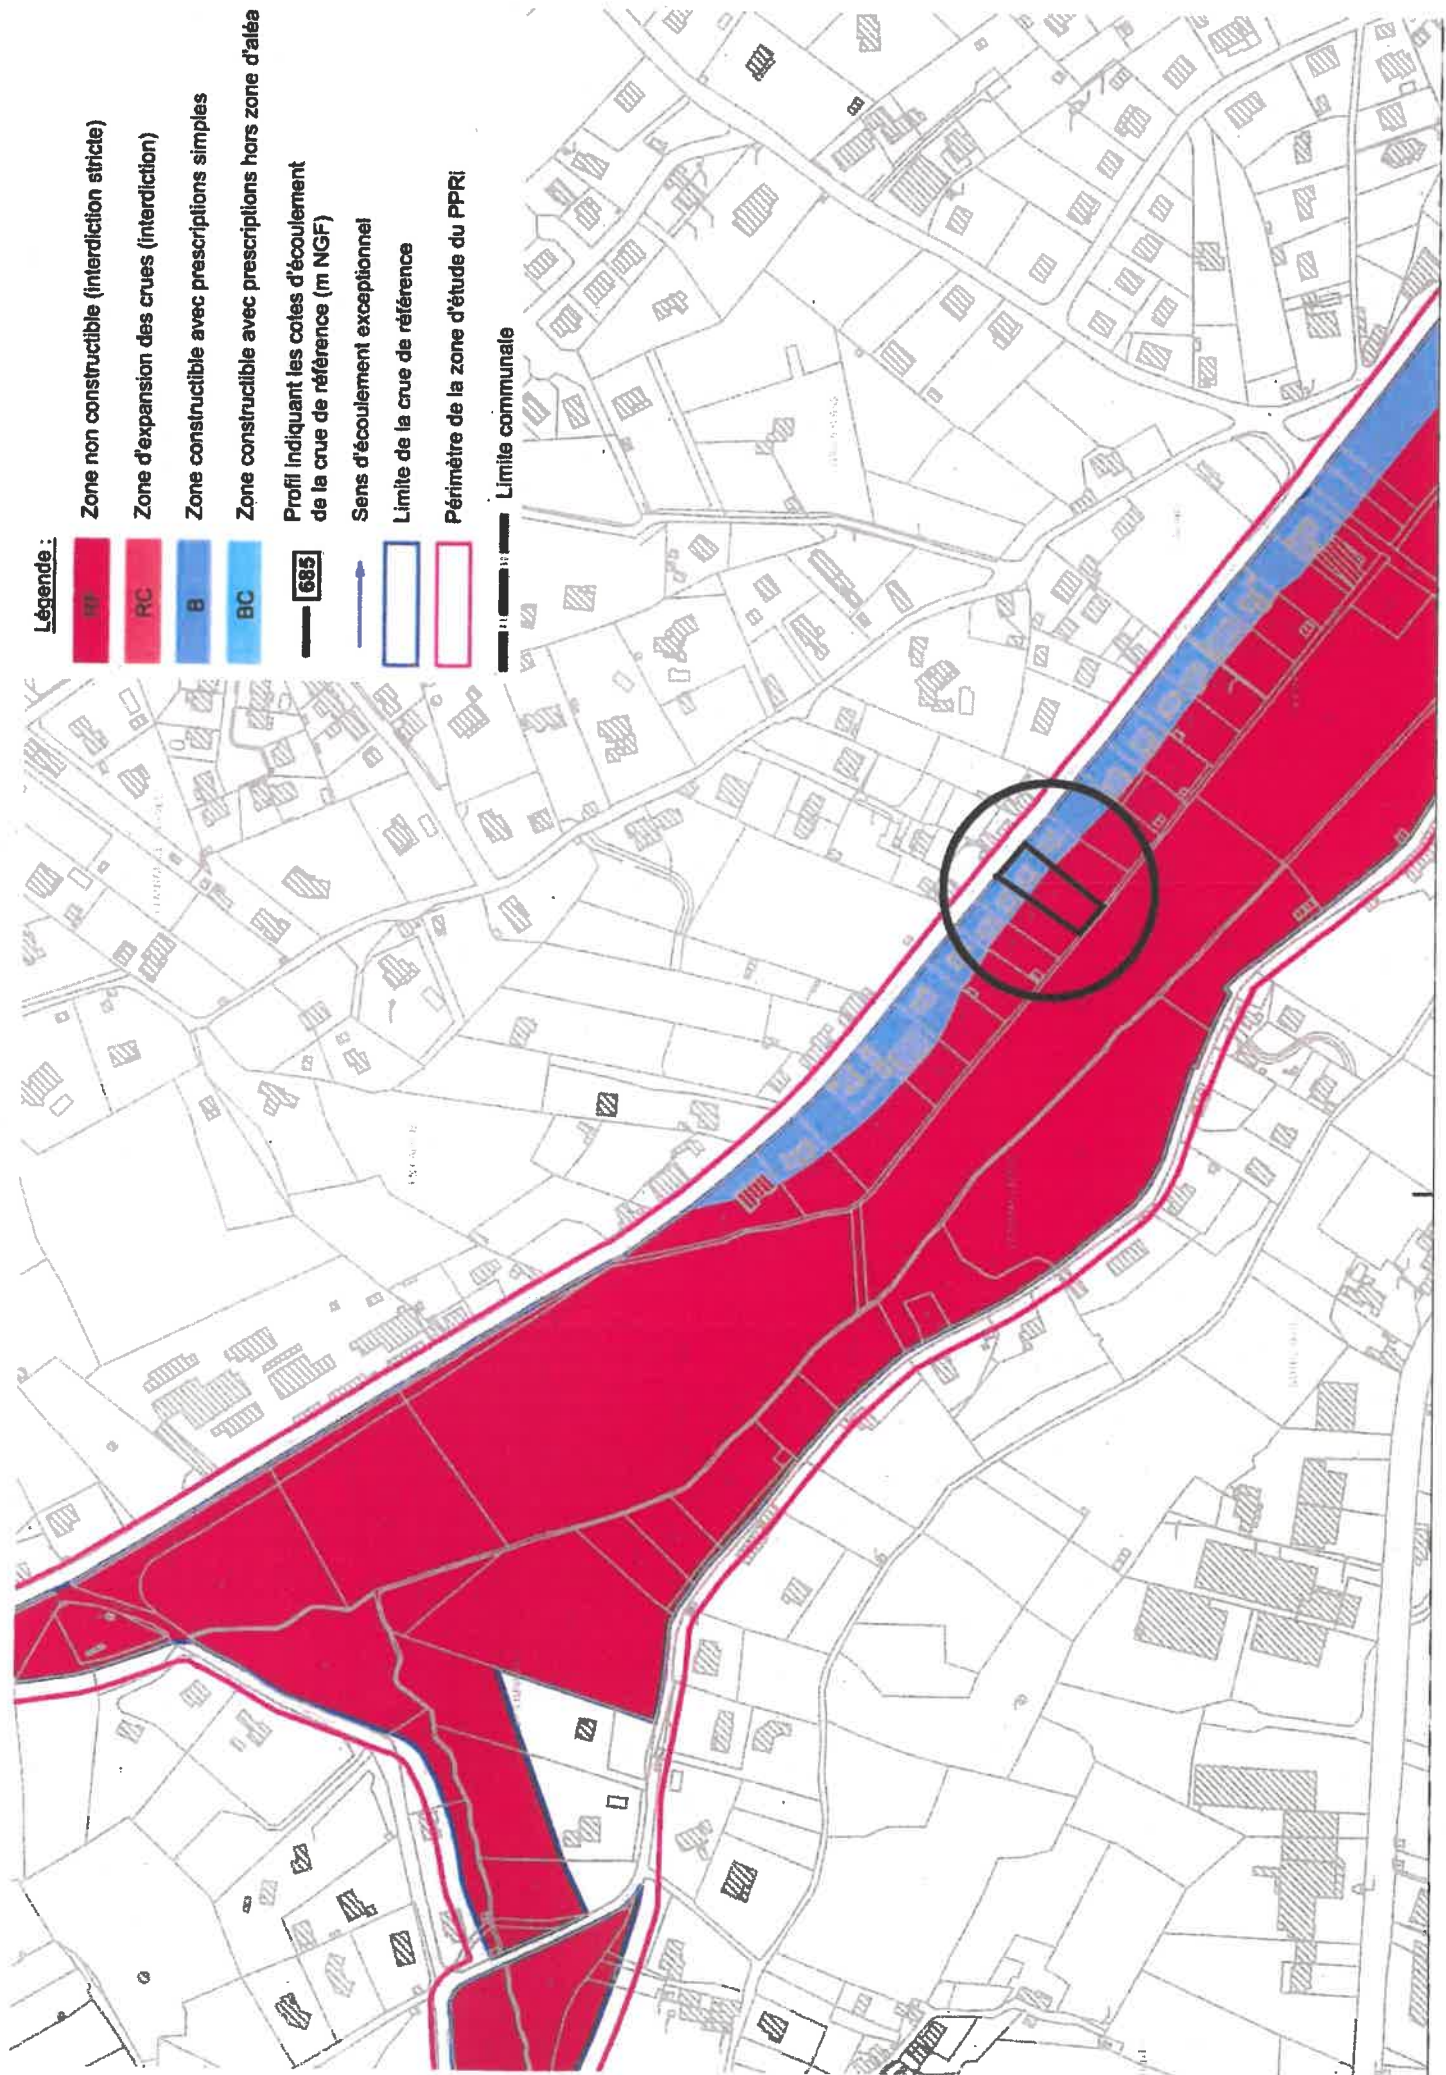 Légende :
Zone non constructible (interdiction stricte)
RC
Zone d'expansion des crues (interdiction)
B
Zone constructible avec prescriptions simples
BC
Zone constructible avec prescriptions hors zone d'aléa
685
Profil indiquant les cotes d'écoulement
de la crue de référence (m NGF)
Sens d'écoulement exceptionnel
Limite de la crue de référence
Périmètre de la zone d'étude du PPRi
Limite communale